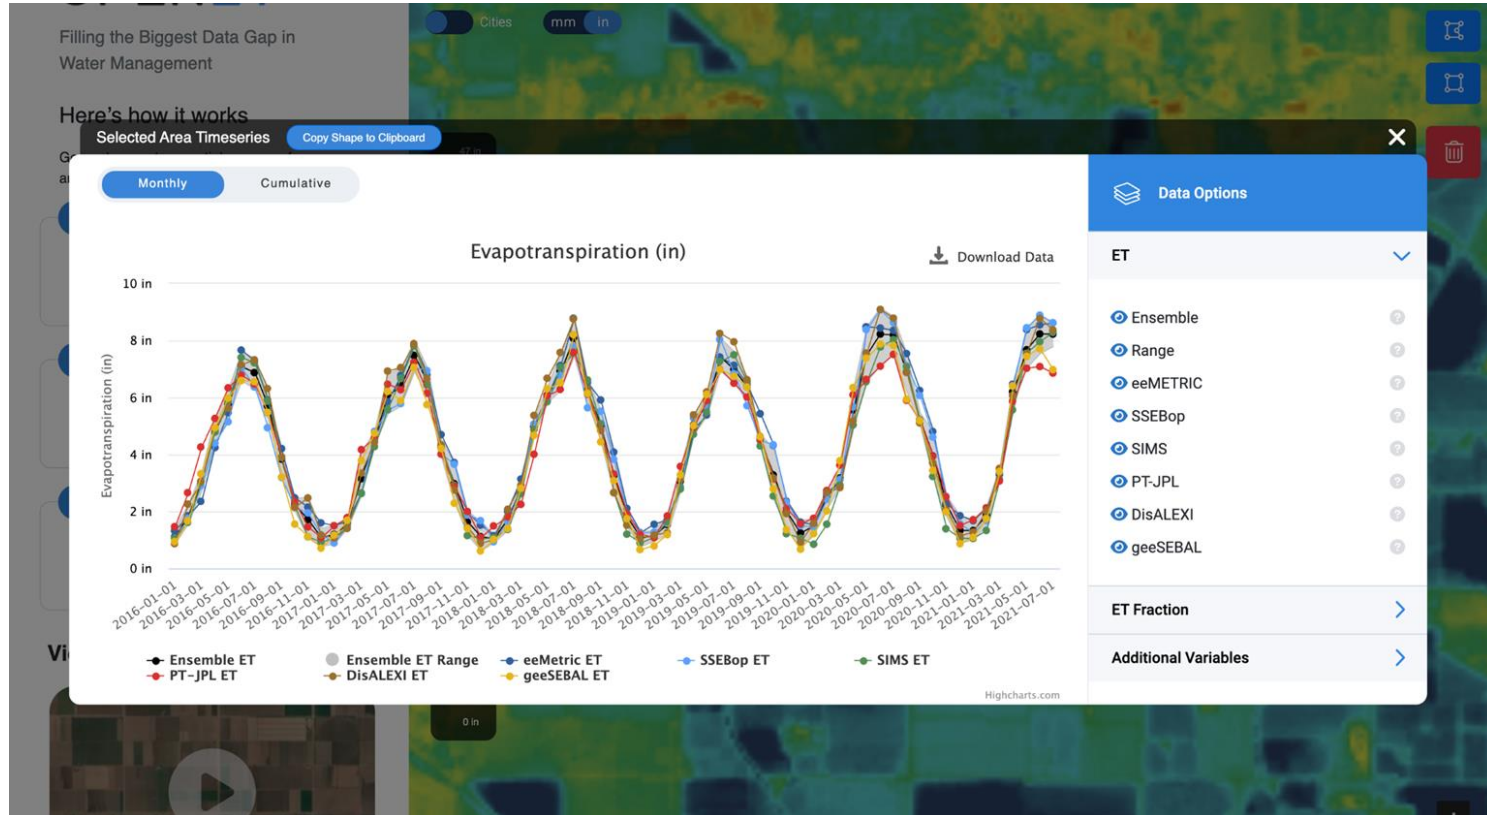 Filling the Biggest Data Gap in
Water Management
Here's how it works
Cities
mm in
Selected Area Timeseries
Copy Shape to Clipboard
47 in
Monthly
Cumulative
Evapotranspiration (in)
Download Data
Evapotranspiration (in)
10 in
8 in
6 in
4 in
2 in
0 in
2016-01-01
2016-03-01
2016-05-01
2016-07-01
2016-09-01
2016-11-01
2017-01-01
2017-03-01
2017-05-01
2017-07-01
2017-09-01
2017-11-01
2018-01-01
2018-03-01
2018-05-01
2018-07-01
2018-09-01
2018-11-01
2019-01-01
2019-03-01
2019-05-01
2019-07-01
2019-09-01
2019-11-01
2020-01-01
2020-03-01
2020-05-01
2020-07-01
2020-09-01
2020-11-01
2021-01-01
2021-03-01
2021-05-01
2021-07-01
Ensemble ET
Ensemble ET Range
eeMetric ET
SSEBop ET
SIMS ET
PT-JPL ET
DisALEXI ET
geeSEBAL ET
Highcharts.com
Data Options
ET
Ensemble
Range
eeMETRIC
SSEBop
SIMS
PT-JPL
DisALEXI
geeSEBAL
ET Fraction
Additional Variables
0 in